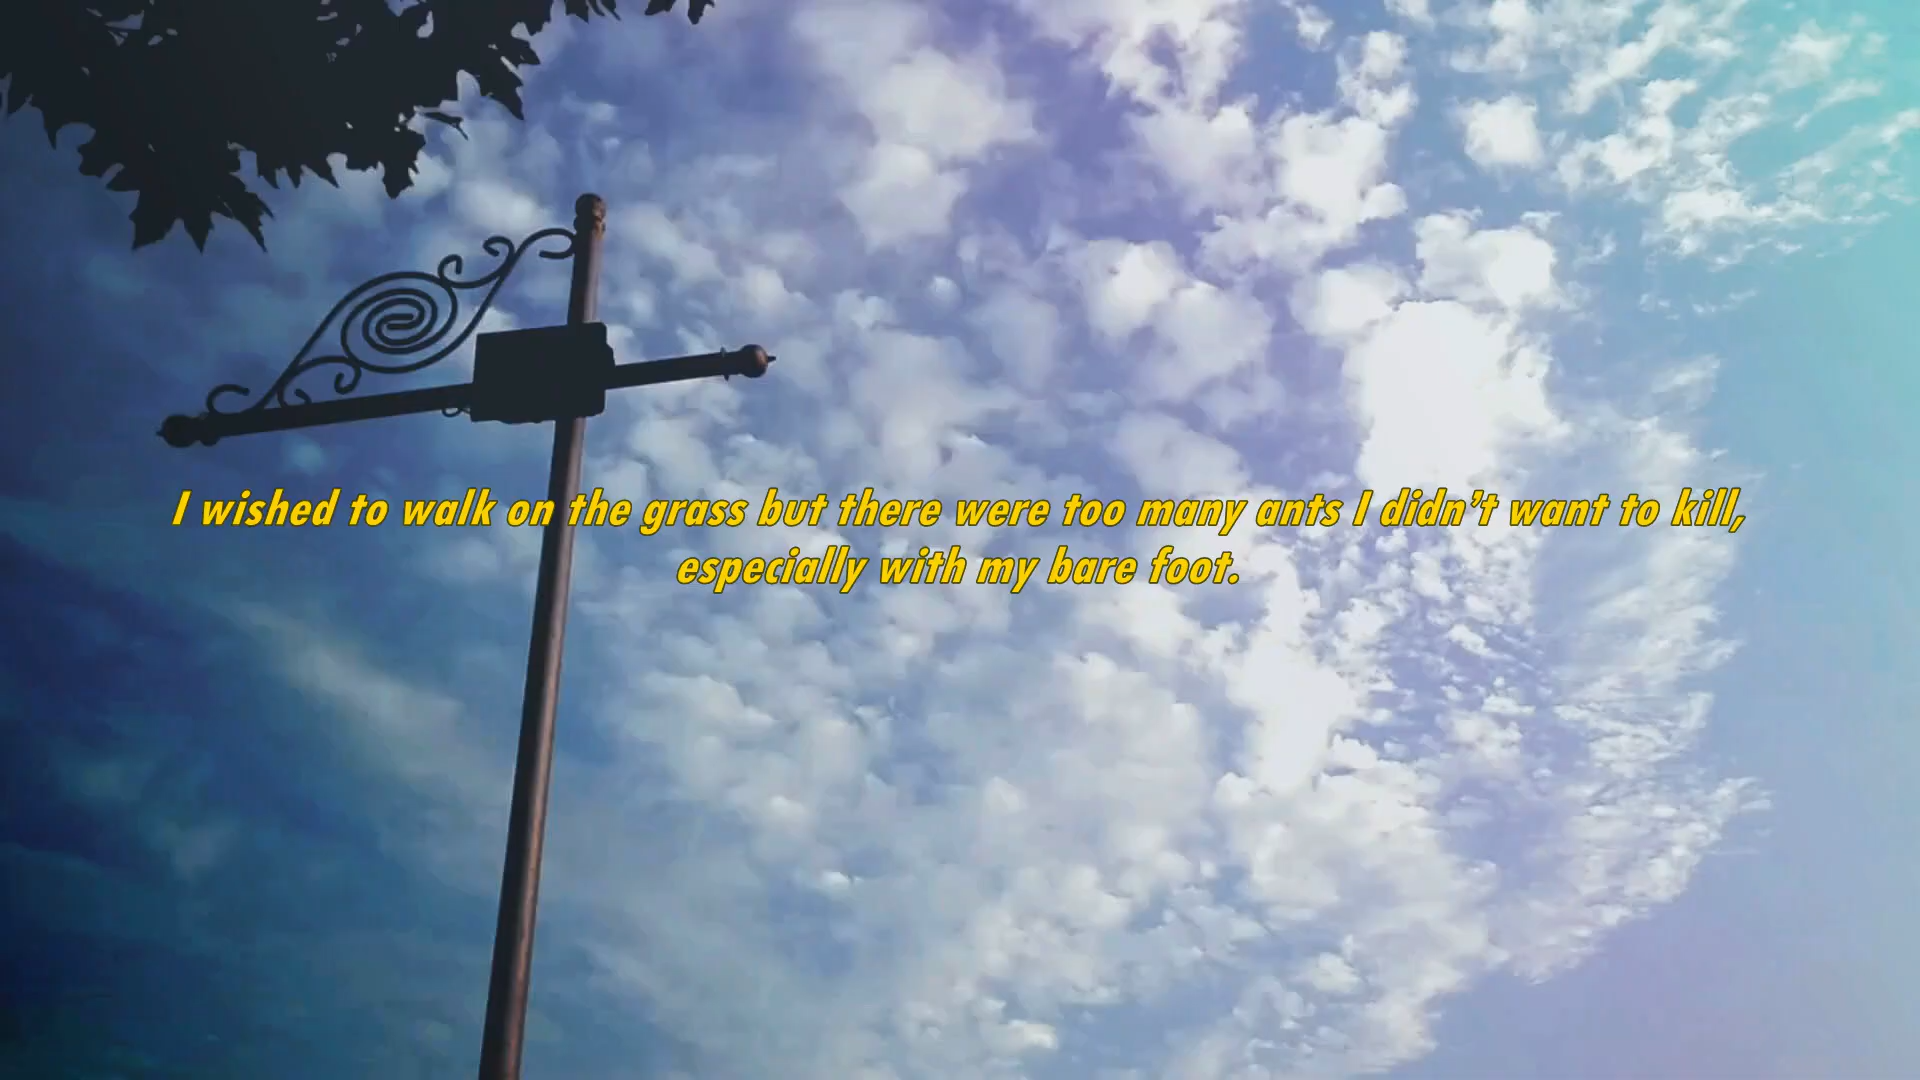 I wished to walk on the grass but there were too many ants I didn’t want to kill,
especially with my bare foot.